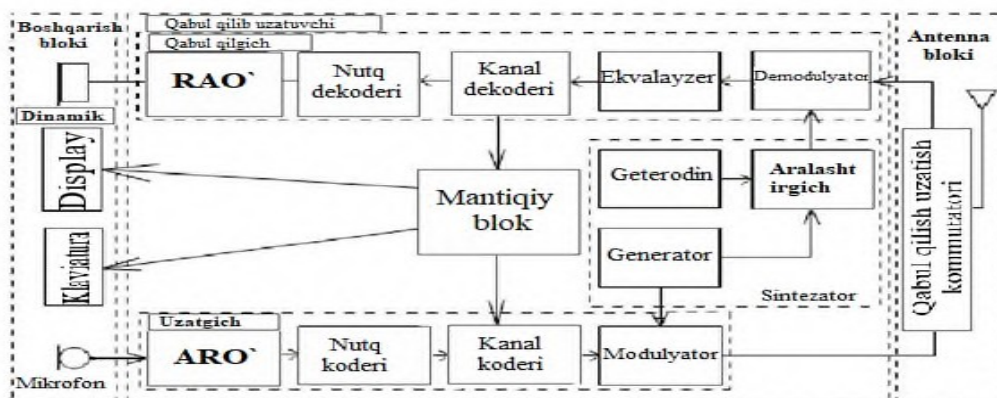 Boshqarish
bloki
Qabul qilib uzatuvchi
Qabul qilgich
Antenna
bloki
RAO`
Nutq
dekoderi
Kanal
dekoderi
Ekvalayzer
Demodulyator
Dinamik
Display
Klaviatura
Mantiqiy
blok
Geterodin
Aralasht
irgich
Generator
Sintezator
Qabul qilish uzatish
kommutatori
Uzatgich
ARO`
Nutq
koderi
Kanal
koderi
Modulyator
Mikrofon